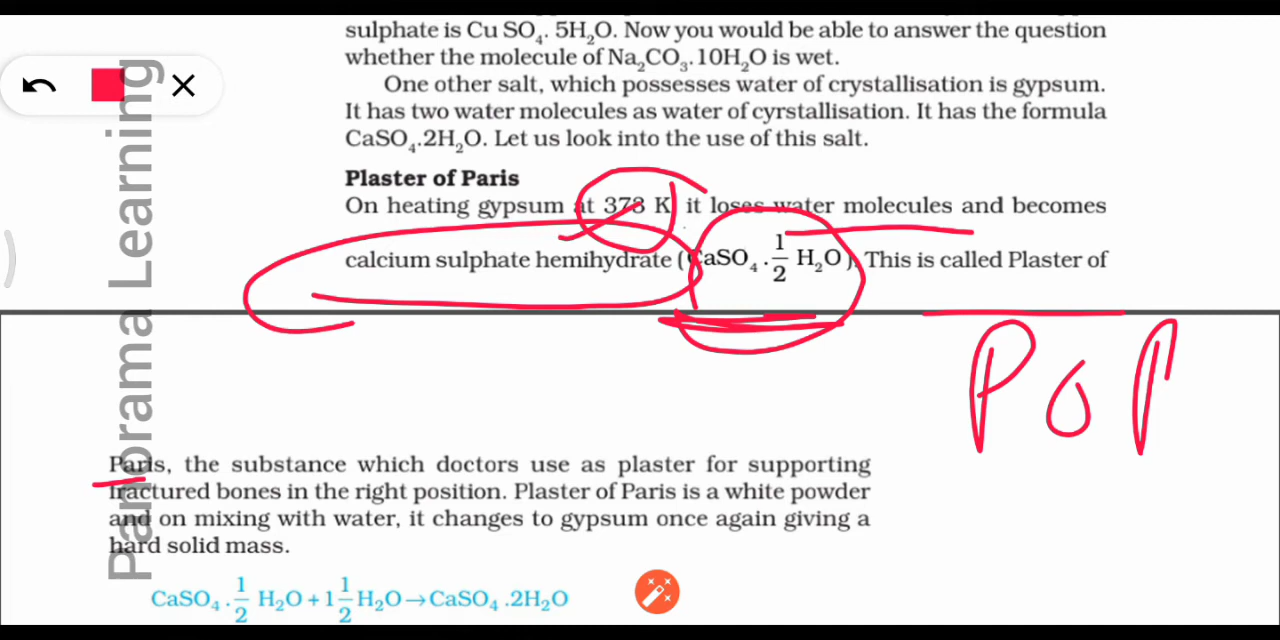 sulphate is Cu SO₄. 5H₂O. Now you would be able to answer the question
whether the molecule of Na₂CO₃.10H₂O is wet.
One other salt, which possesses water of crystallisation is gypsum.
It has two water molecules as water of cyrstallisation. It has the formula
CaSO₄.2H₂O. Let us look into the use of this salt.
Plaster of Paris
On heating gypsum at 373 K, it loses water molecules and becomes
calcium sulphate hemihydrate (CaSO₄ . 1/2 H₂O). This is called Plaster of
POP
Paris, the substance which doctors use as plaster for supporting
fractured bones in the right position. Plaster of Paris is a white powder
and on mixing with water, it changes to gypsum once again giving a
hard solid mass.
CaSO₄ . 1/2 H₂O + 1 1/2 H₂O → CaSO₄ .2H₂O
Panorama Learning